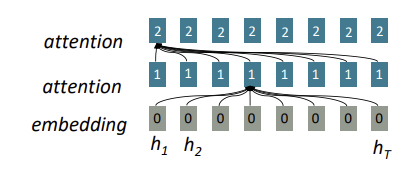 attention 2 2 2 2 2 2 2 2
attention 1 1 1 1 1 1 1 1
embedding 0 0 0 0 0 0 0 0
h1 h2 hT